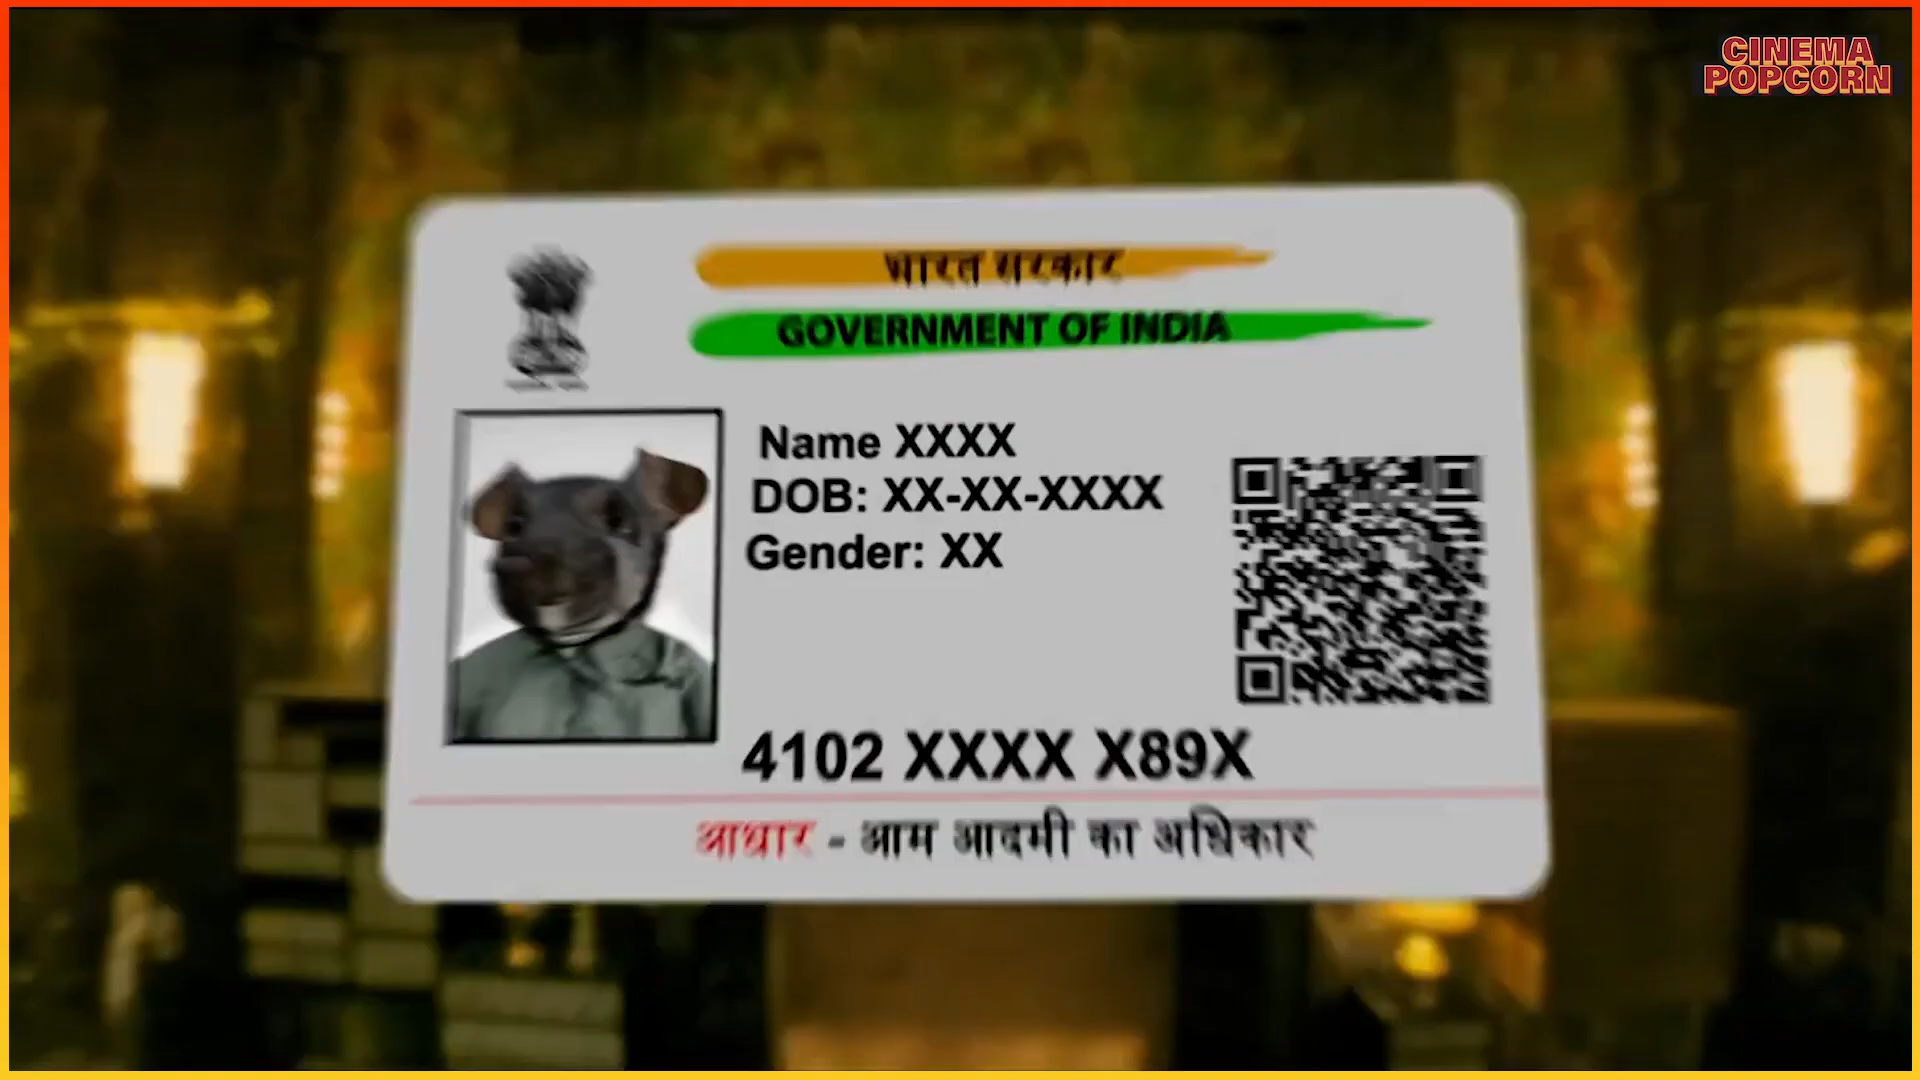 CINEMA
POPCORN
भारत सरकार
GOVERNMENT OF INDIA
Name XXXX
DOB: XX-XX-XXXX
Gender: XX
4102 XXXX X89X
आधार - आम आदमी का अधिकार